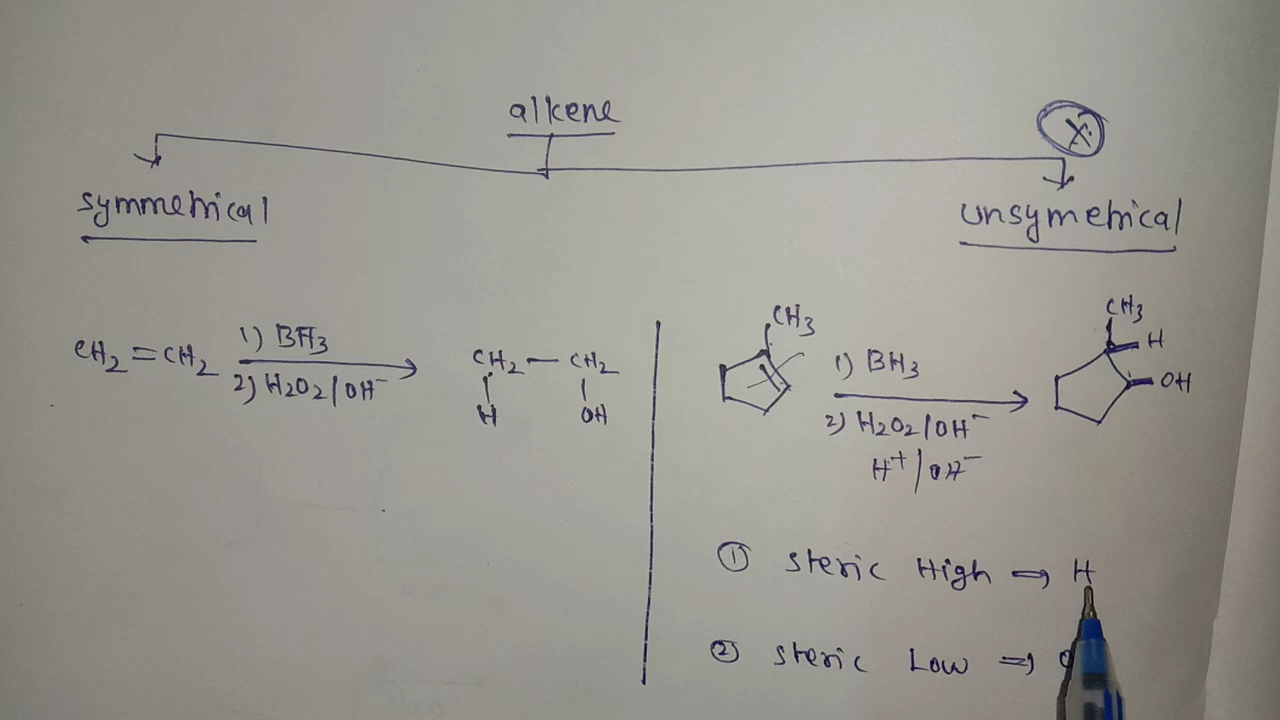 alkene
symmetrical
unsymetrical
CH2 = CH2
1) BH3
2) H2O2/OH-
CH2 - CH2
H OH
CH3
1) BH3
2) H2O2/OH-
H+/OH-
CH3
H
OH
① Steric High ⇒ H
② Steric Low ⇒